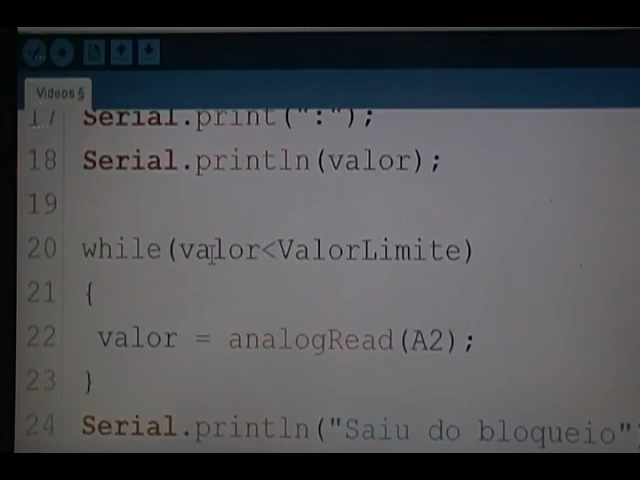 Videos §
17 Serial.print(":");
18 Serial.println(valor);
19
20 while(valor<ValorLimite)
21 {
22 valor = analogRead(A2);
23 }
24 Serial.println("Saiu do bloqueio"